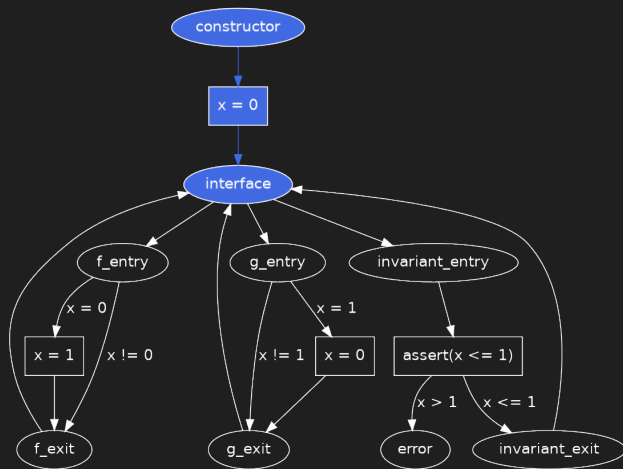 constructor
x = 0
interface
f_entry
g_entry
invariant_entry
x = 0
x = 1
x = 1
x != 0
x != 1
x = 0
assert(x <= 1)
x > 1
x <= 1
f_exit
g_exit
error
invariant_exit